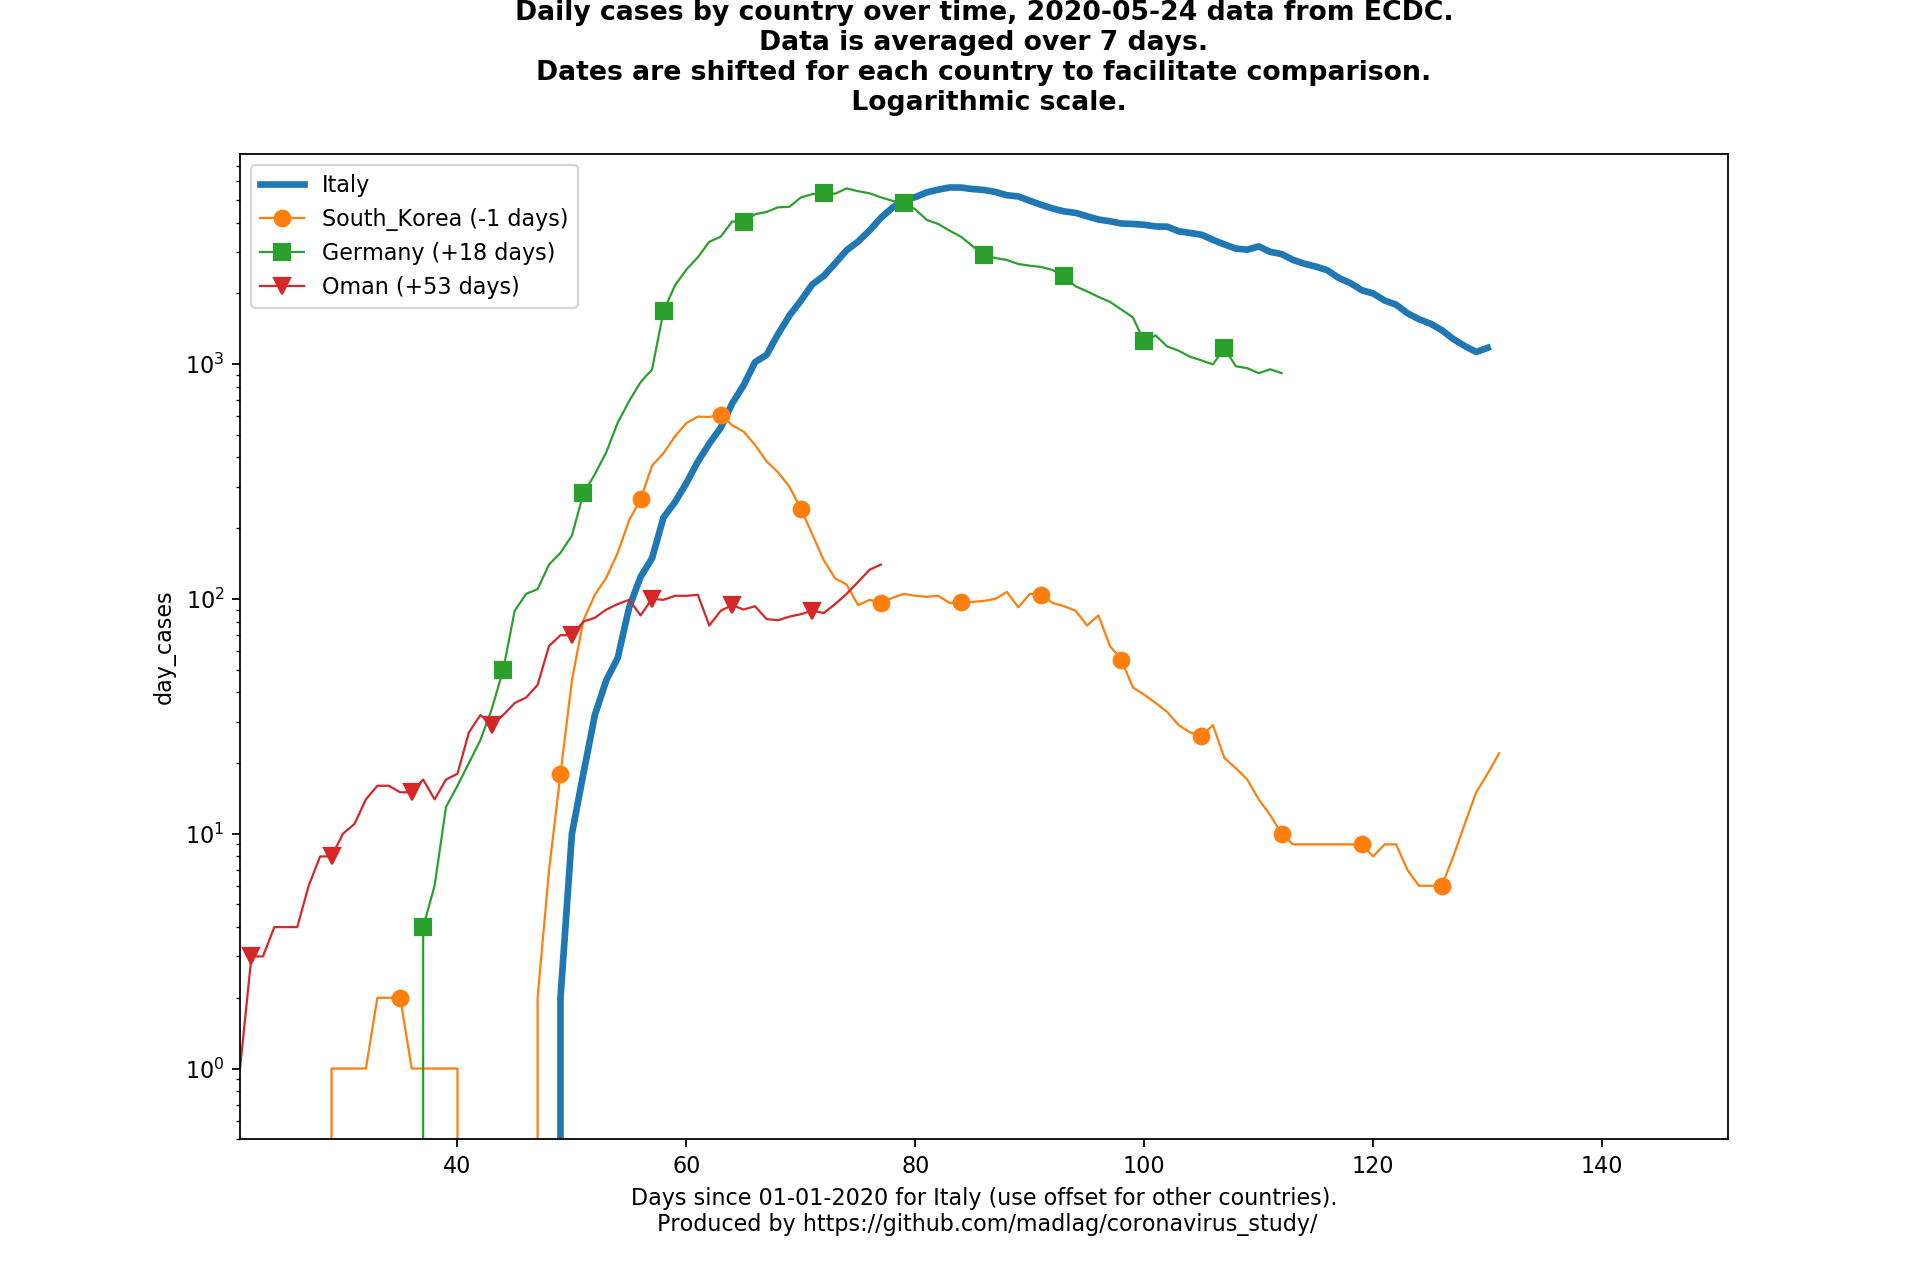 Daily cases by country over time, 2020-05-24 data from ECDC.
Data is averaged over 7 days.
Dates are shifted for each country to facilitate comparison.
Logarithmic scale.
Italy
South_Korea (-1 days)
Germany (+18 days)
Oman (+53 days)
day_cases
10³
10²
10¹
10⁰
40 60 80 100 120 140
Days since 01-01-2020 for Italy (use offset for other countries).
Produced by https://github.com/madlag/coronavirus_study/